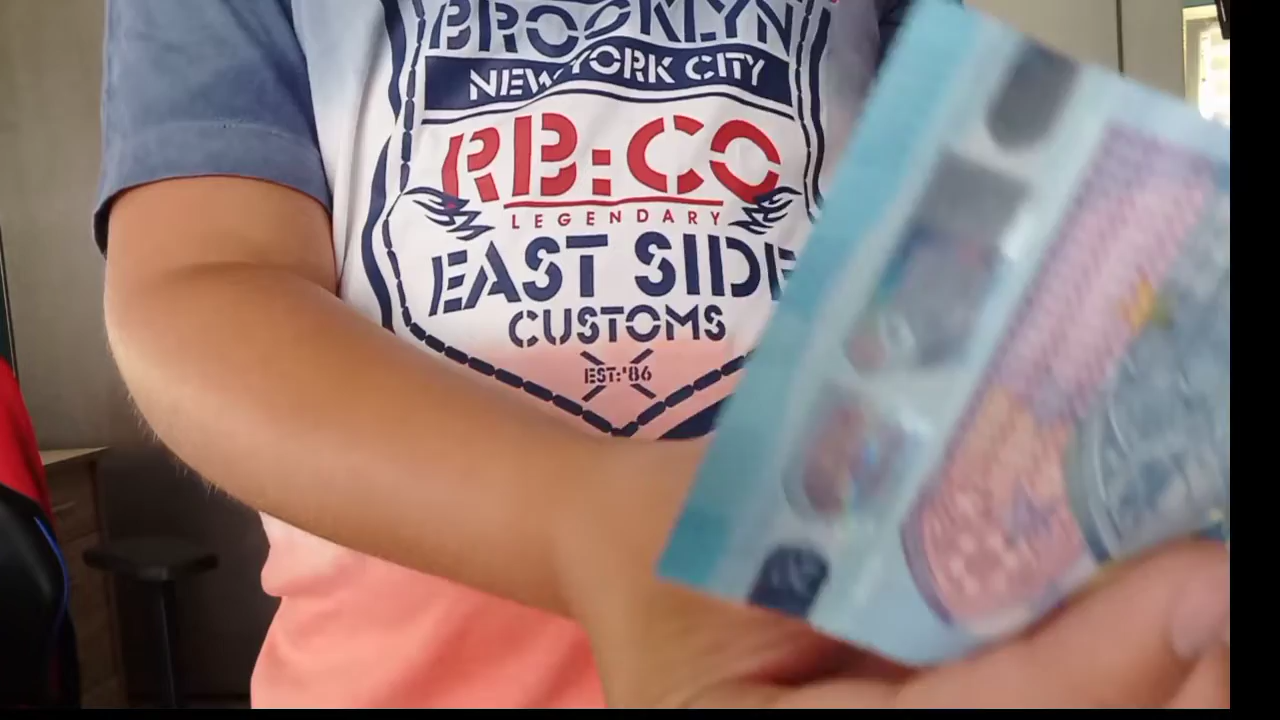 BROOKLYN
NEW YORK CITY
RB:CO
LEGENDARY
EAST SIDE
CUSTOMS
EST:'86